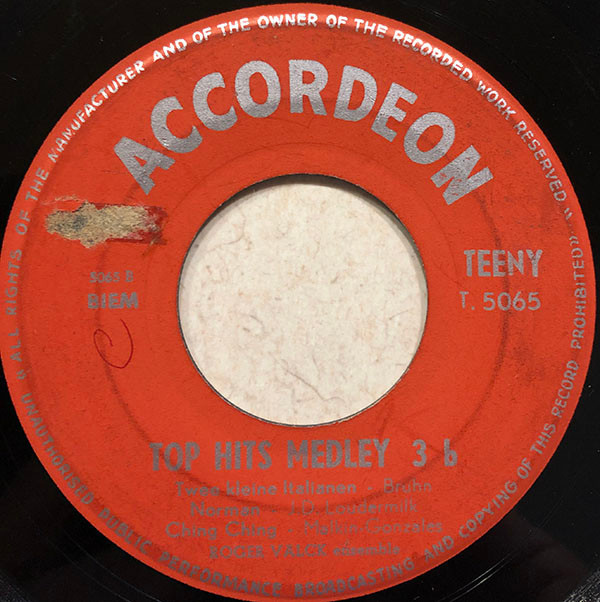 "ALL RIGHTS OF THE MANUFACTURER AND OF THE OWNER OF THE RECORDED WORK RESERVED"
ACCORDEON
TEENY
T. 5065
5065 B
BIEM
C
TOP HITS MEDLEY 3 b
Twee kleine Italianen - Bruhn
Norman - J.D. Loudermilk
Ching Ching - Melkin-Gonzales
ROGER VALCK ensemble
UNAUTHORISED PUBLIC PERFORMANCE BROADCASTING AND COPYING OF THIS RECORD PROHIBITED"